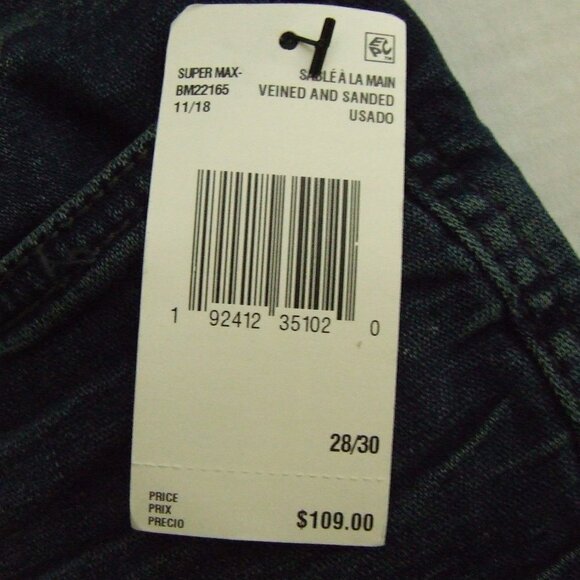 SUPER MAX-
BM22165
11/18
SABLÉ À LA MAIN
VEINED AND SANDED
USADO
1 92412 35102 0
28/30
PRICE
PRIX
PRECIO
$109.00